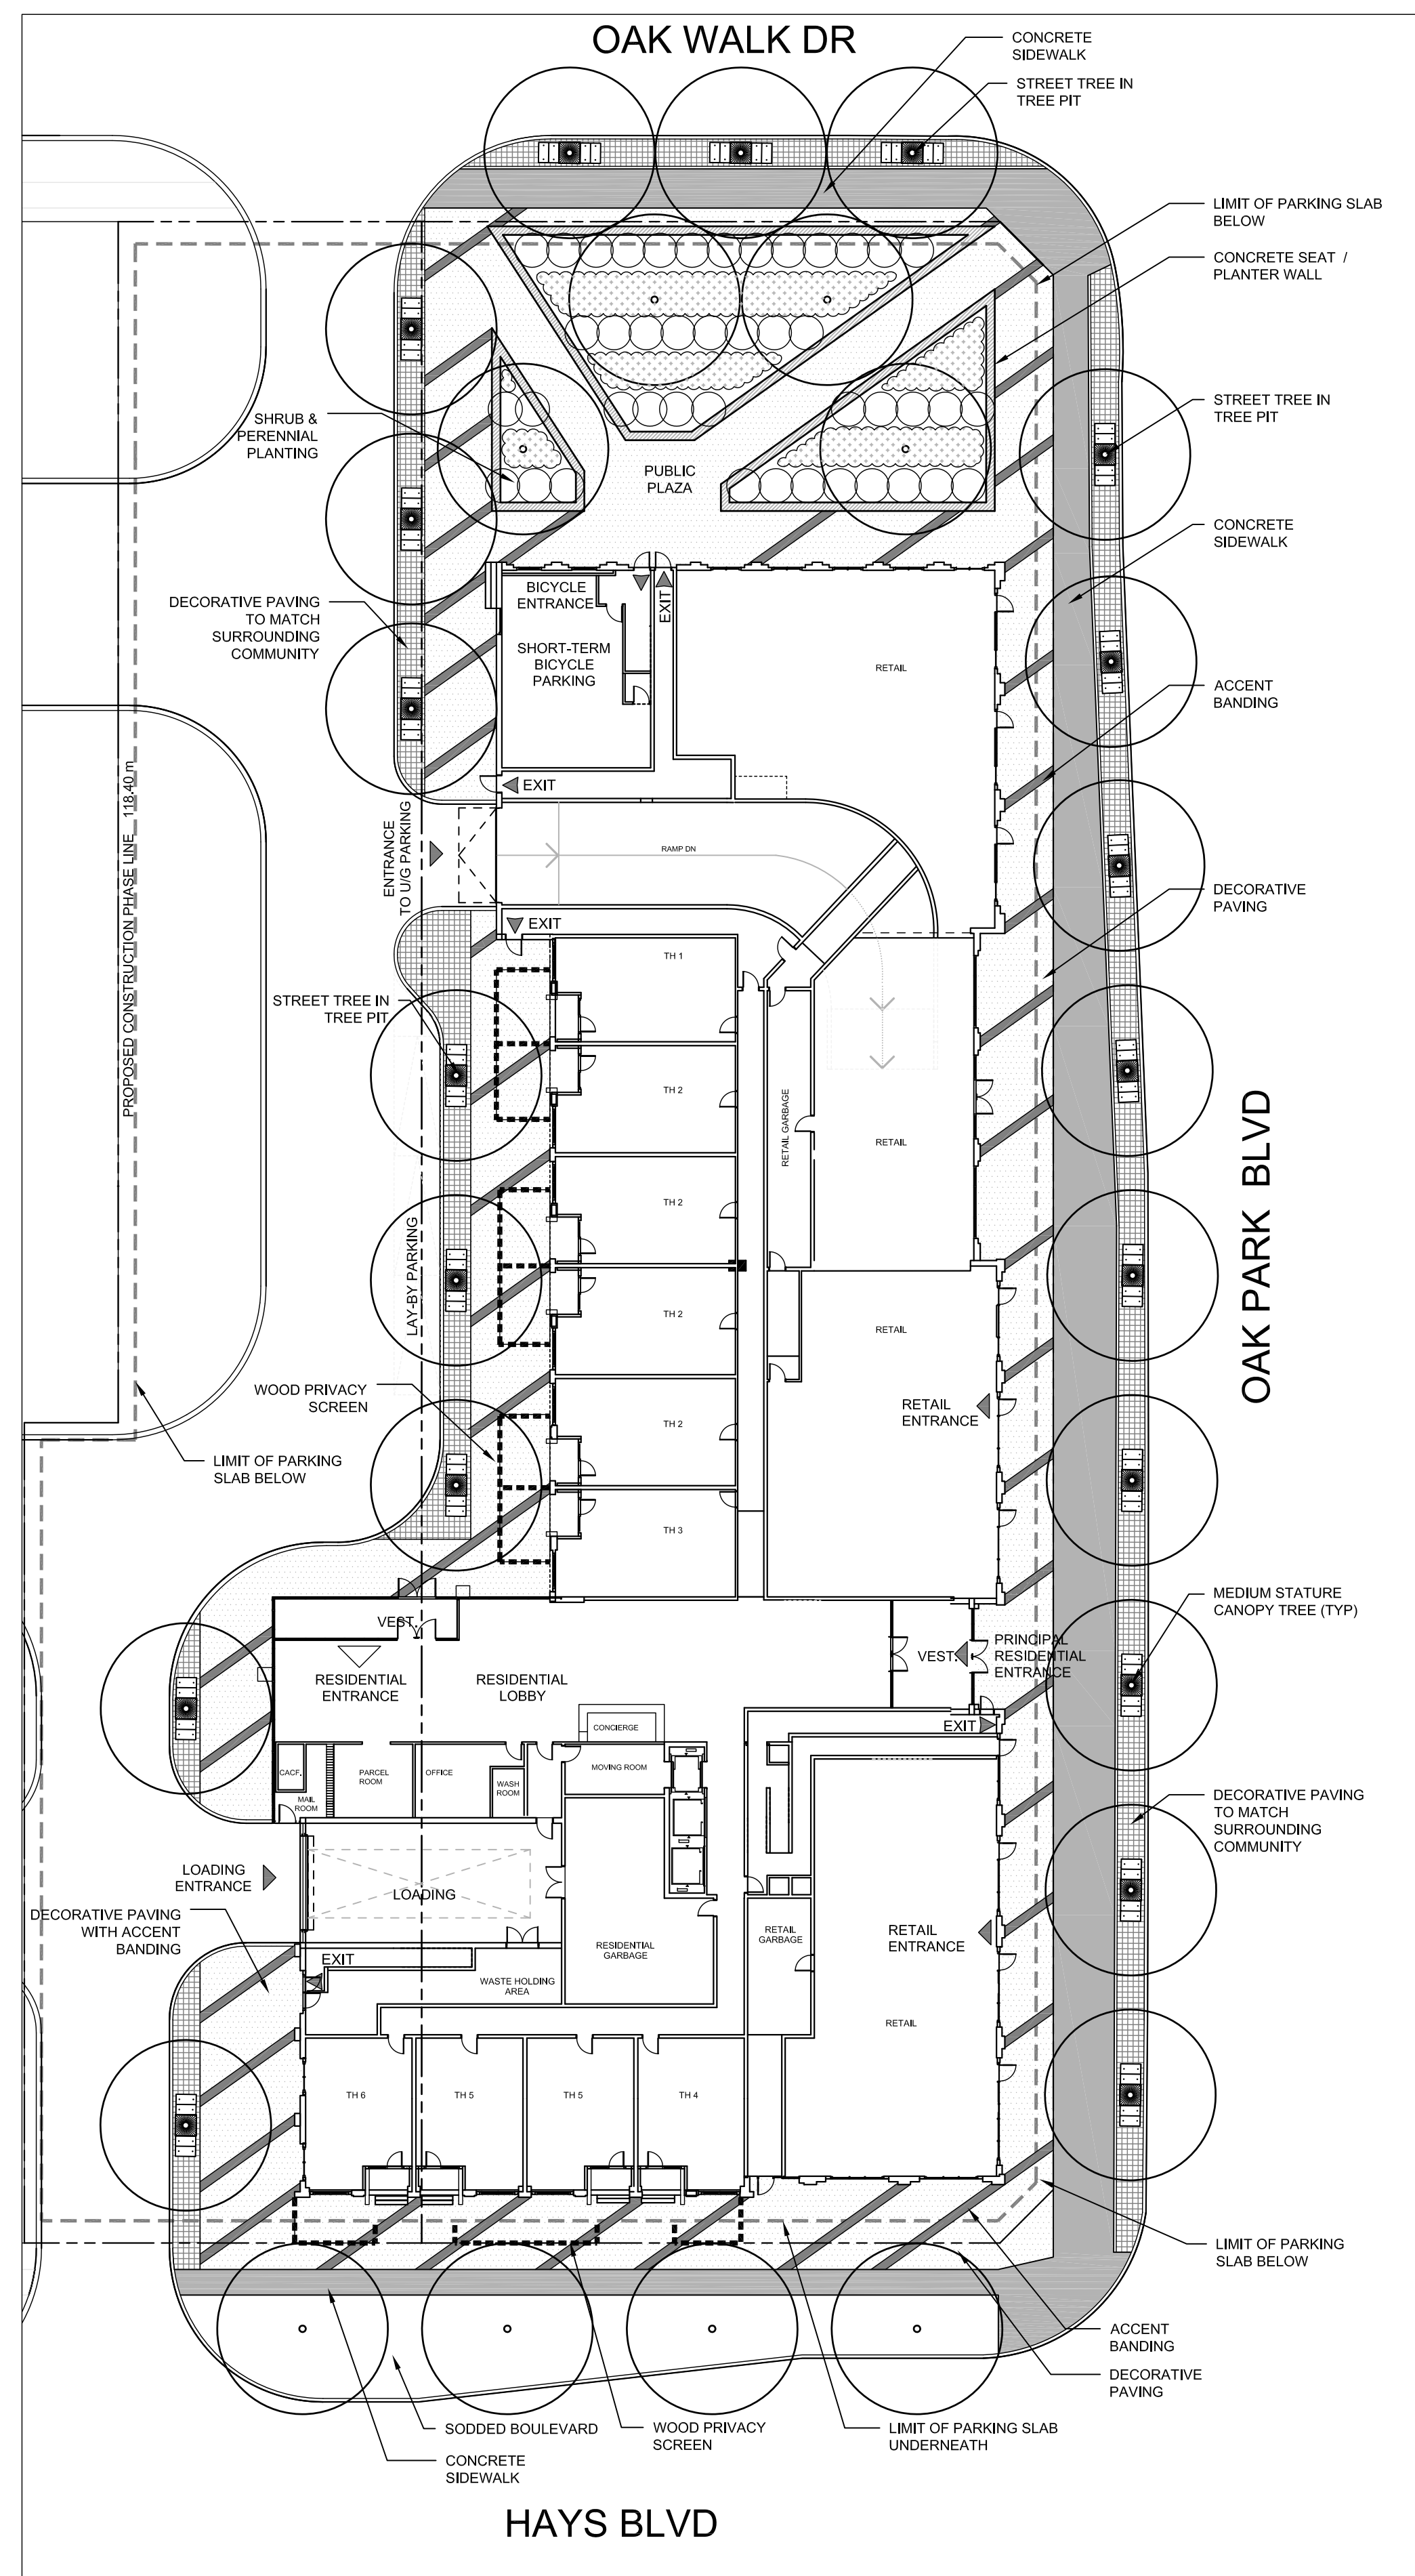 OAK WALK DR
CONCRETE
SIDEWALK
STREET TREE IN
TREE PIT
LIMIT OF PARKING SLAB
BELOW
CONCRETE SEAT /
PLANTER WALL
STREET TREE IN
TREE PIT
SHRUB &
PERENNIAL
PLANTING
PUBLIC
PLAZA
CONCRETE
SIDEWALK
DECORATIVE PAVING
TO MATCH
SURROUNDING
COMMUNITY
BICYCLE
ENTRANCE
EXIT
SHORT-TERM
BICYCLE
PARKING
RETAIL
ACCENT
BANDING
PROPOSED CONSTRUCTION PHASE LINE 118.40 m
EXIT
ENTRANCE
TO U/G PARKING
RAMP DN
DECORATIVE
PAVING
EXIT
TH 1
STREET TREE IN
TREE PIT
TH 2
RETAIL GARBAGE
RETAIL
OAK PARK BLVD
TH 2
LAY-BY PARKING
TH 2
RETAIL
WOOD PRIVACY
SCREEN
RETAIL
ENTRANCE
TH 2
LIMIT OF PARKING
SLAB BELOW
TH 3
MEDIUM STATURE
CANOPY TREE (TYP)
VEST.
VEST.
PRINCIPAL
RESIDENTIAL
ENTRANCE
RESIDENTIAL
ENTRANCE
RESIDENTIAL
LOBBY
CONCIERGE
EXIT
CACF.
PARCEL
ROOM
OFFICE
WASH
ROOM
MOVING ROOM
MAIL
ROOM
DECORATIVE PAVING
TO MATCH
SURROUNDING
COMMUNITY
LOADING
ENTRANCE
LOADING
DECORATIVE PAVING
WITH ACCENT
BANDING
RESIDENTIAL
GARBAGE
RETAIL
GARBAGE
RETAIL
ENTRANCE
EXIT
WASTE HOLDING
AREA
RETAIL
TH 6
TH 5
TH 5
TH 4
LIMIT OF PARKING
SLAB BELOW
ACCENT
BANDING
DECORATIVE
PAVING
SODDED BOULEVARD
WOOD PRIVACY
SCREEN
LIMIT OF PARKING SLAB
UNDERNEATH
CONCRETE
SIDEWALK
HAYS BLVD